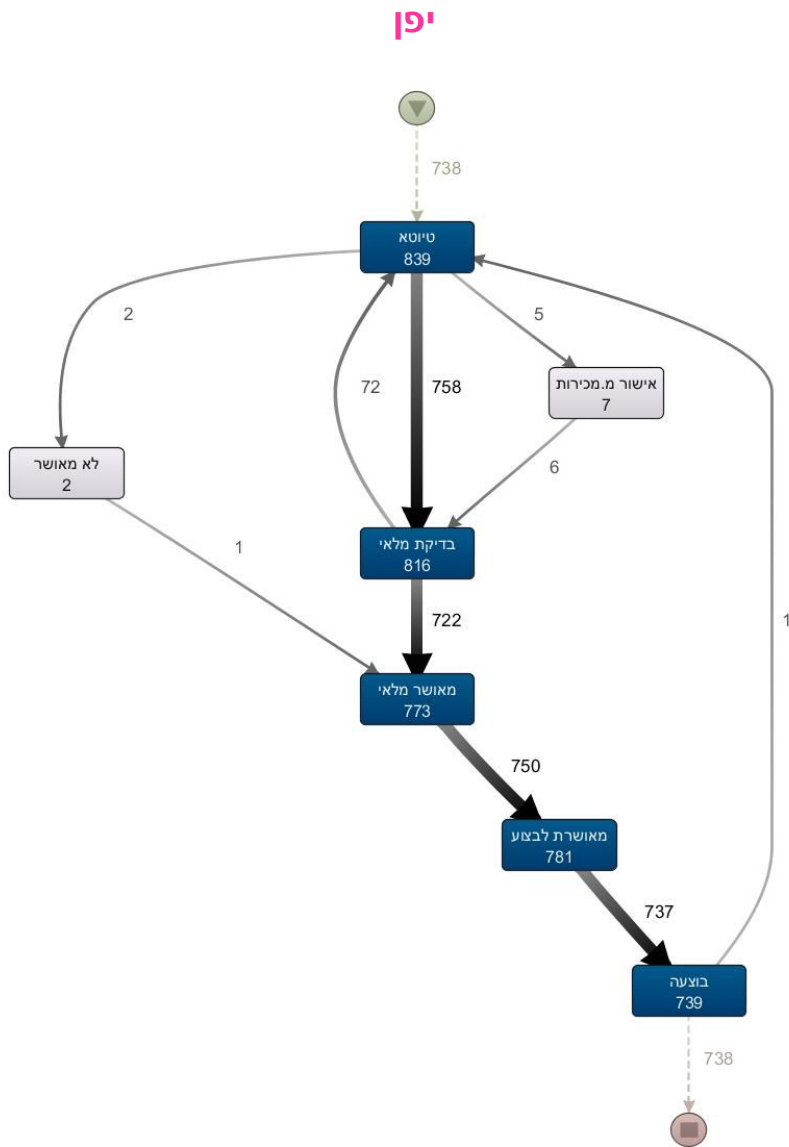 יפן
738
טיוטא
839
2
5
72
758
אישור מ.מכירות
7
לא מאושר
2
6
1
בדיקת מלאי
816
722
1
מאושר מלאי
773
750
מאושרת לבצוע
781
737
בוצעה
739
738